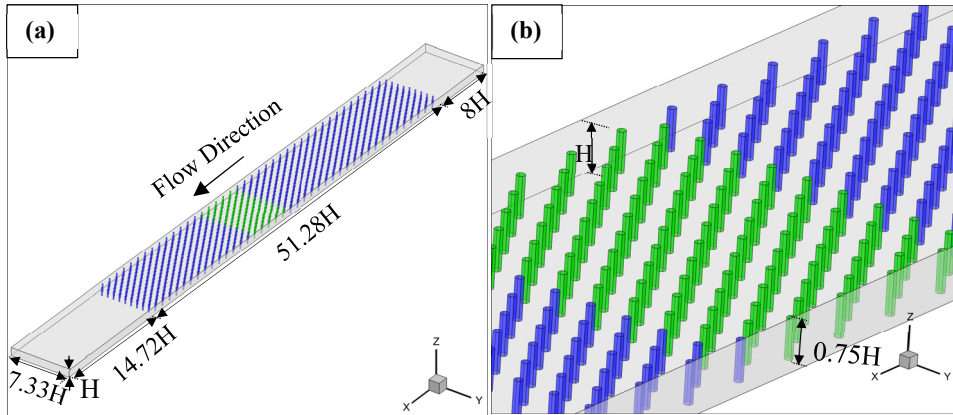 (a)
Flow Direction
8H
51.28H
14.72H
7.33H
H
Z
X
Y
(b)
H
0.75H
Z
X
Y